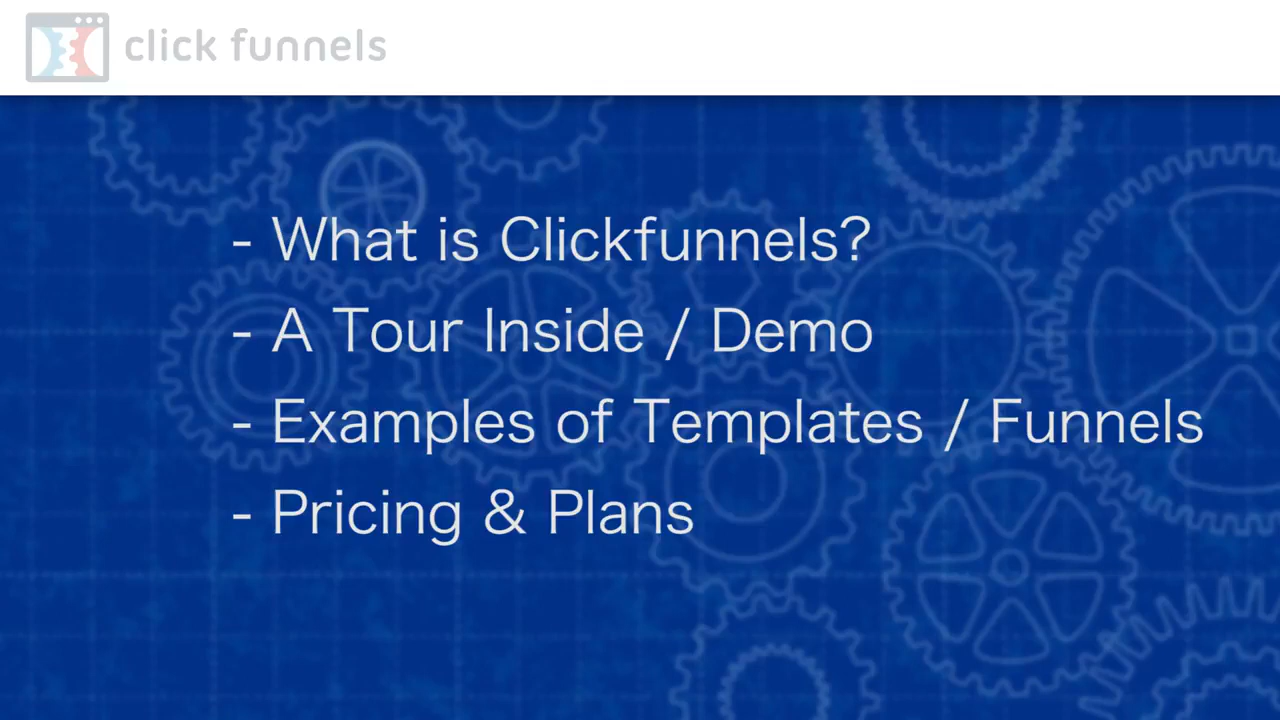 click funnels
- What is Clickfunnels?
- A Tour Inside / Demo
- Examples of Templates / Funnels
- Pricing & Plans